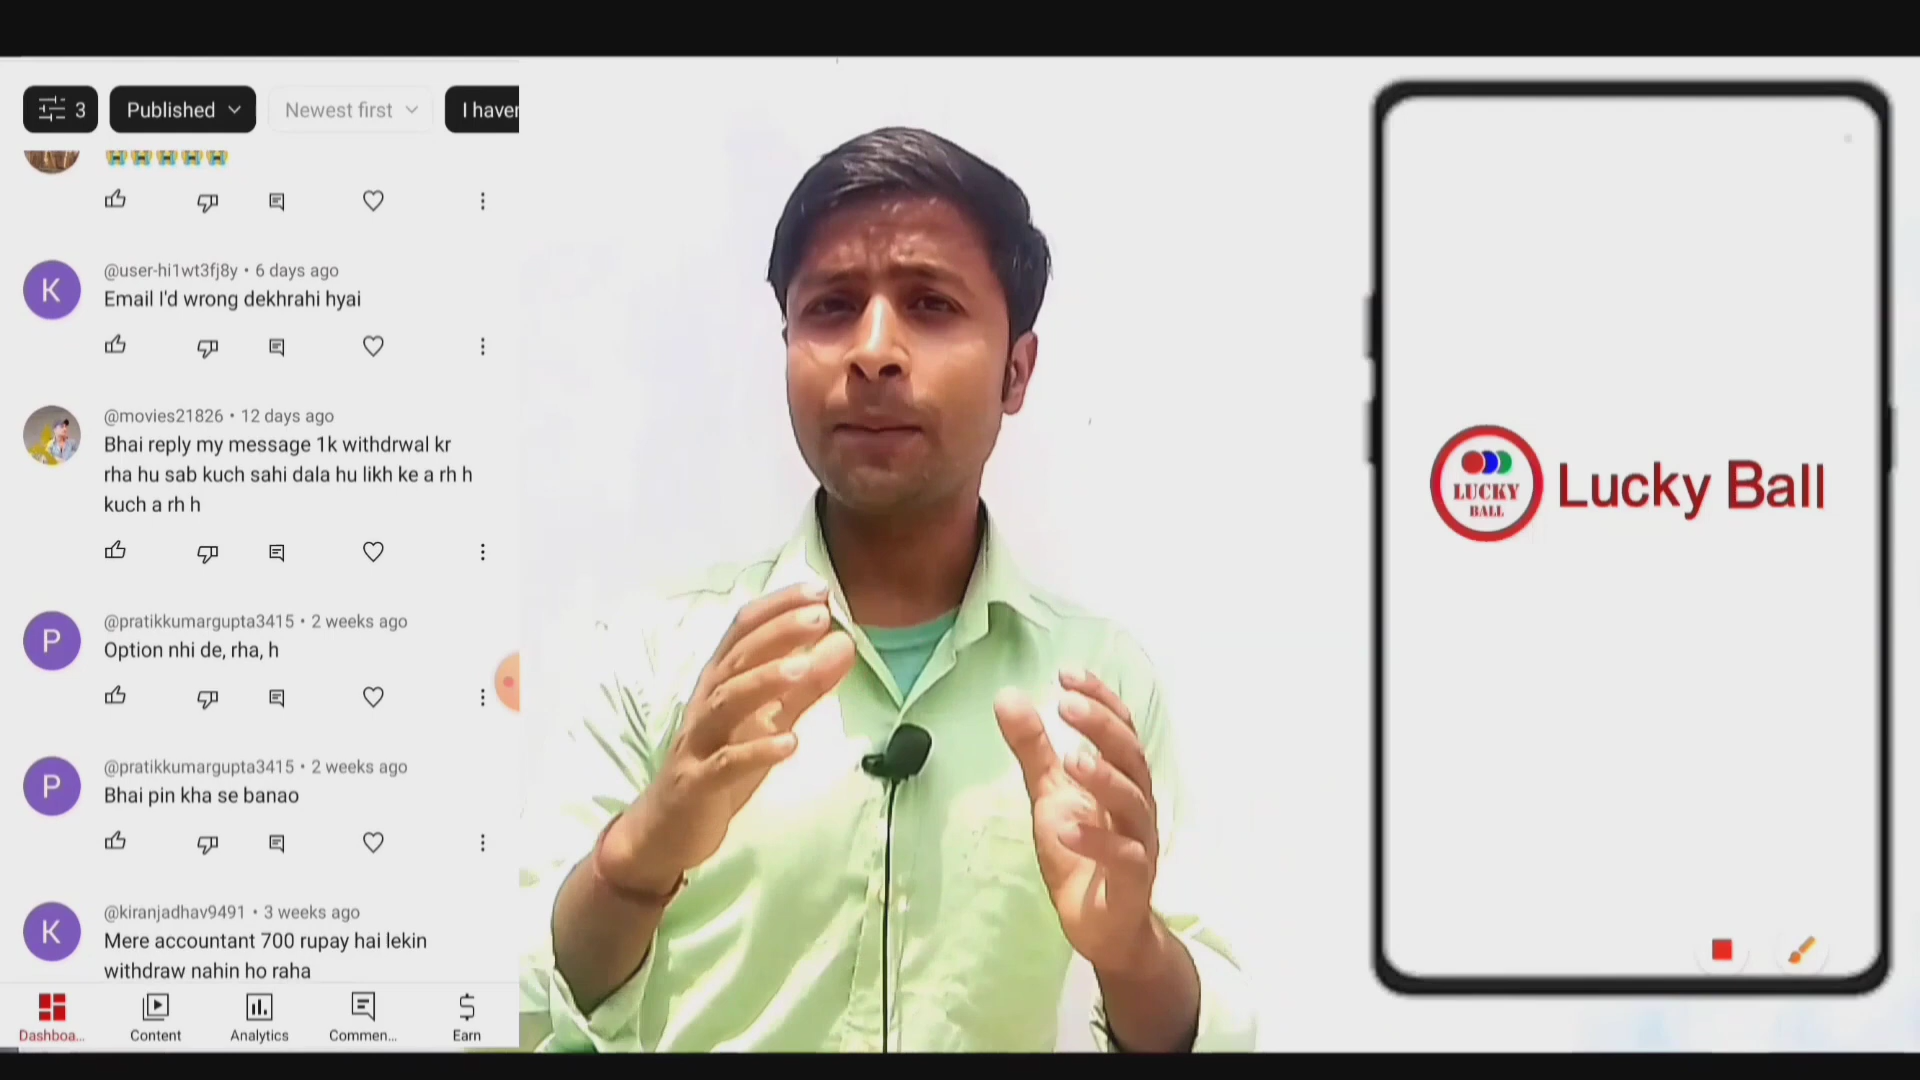 3
Published
Newest first
I haven
@user-hi1wt3fj8y • 6 days ago
Email I'd wrong dekhrahi hyai
@movies21826 • 12 days ago
Bhai reply my message 1k withdrwal kr
rha hu sab kuch sahi dala hu likh ke a rh h
kuch a rh h
@pratikkumargupta3415 • 2 weeks ago
Option nhi de, rha, h
@pratikkumargupta3415 • 2 weeks ago
Bhai pin kha se banao
@kiranjadhav9491 • 3 weeks ago
Mere accountant 700 rupay hai lekin
withdraw nahin ho raha
Dashboa...
Content
Analytics
Commen...
Earn
K
P
P
K
LUCKY
BALL
Lucky Ball